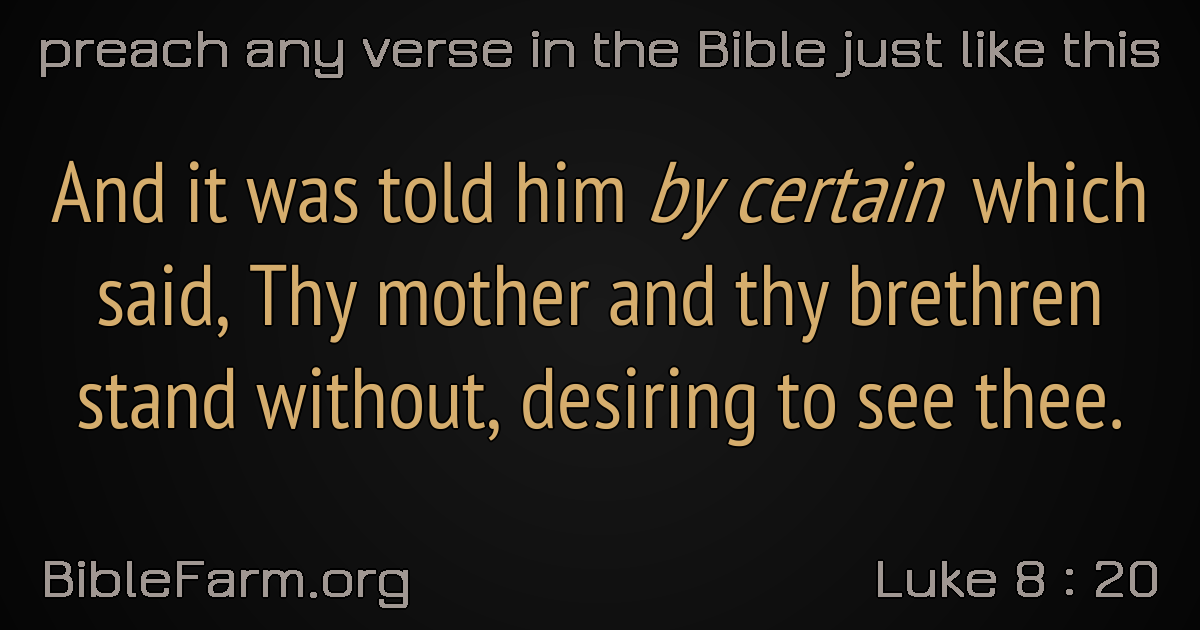 preach any verse in the Bible just like this
And it was told him by certain which
said, Thy mother and thy brethren
stand without, desiring to see thee.
BibleFarm.org
Luke 8 : 20